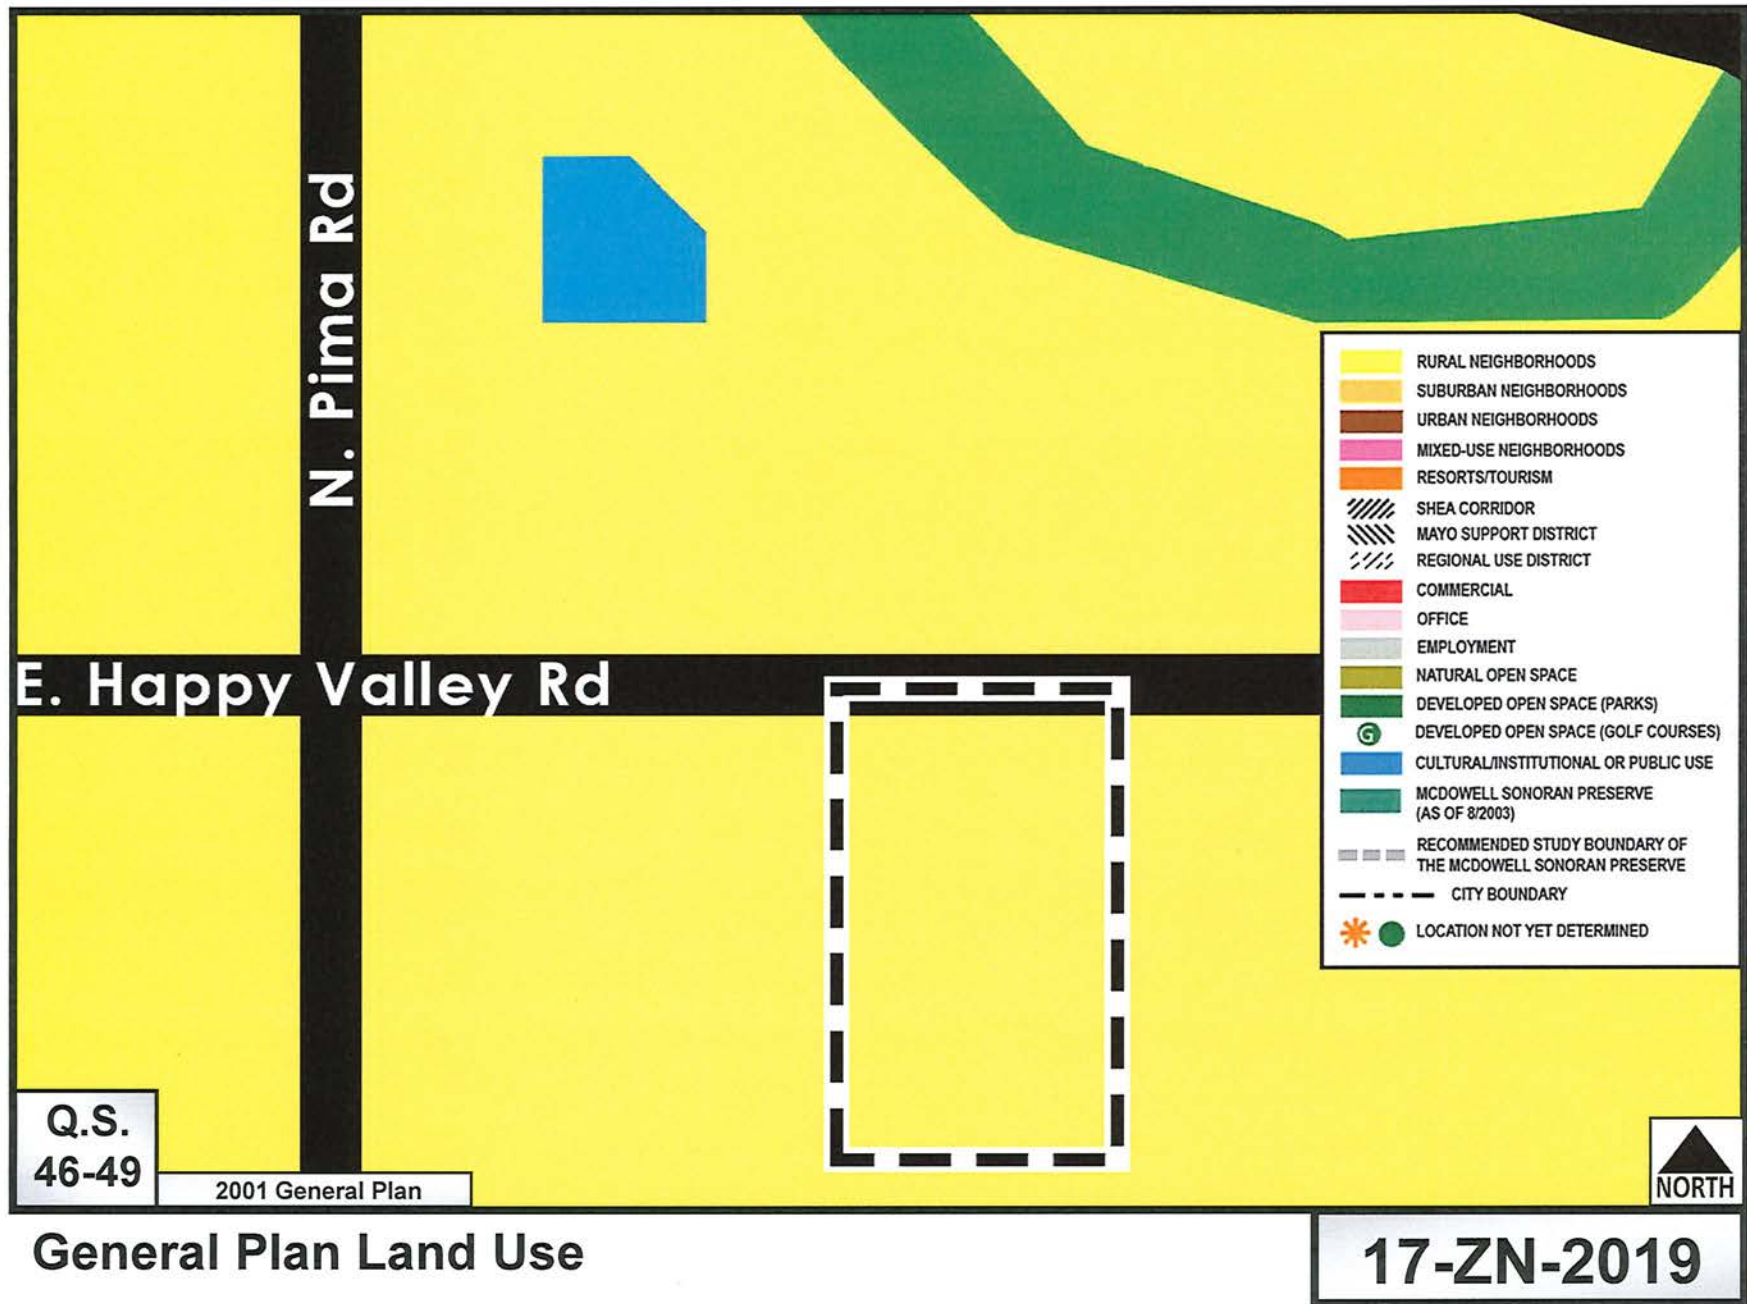 N. Pima Rd
RURAL NEIGHBORHOODS
SUBURBAN NEIGHBORHOODS
URBAN NEIGHBORHOODS
MIXED-USE NEIGHBORHOODS
RESORTS/TOURISM
SHEA CORRIDOR
MAYO SUPPORT DISTRICT
REGIONAL USE DISTRICT
COMMERCIAL
OFFICE
EMPLOYMENT
NATURAL OPEN SPACE
DEVELOPED OPEN SPACE (PARKS)
G DEVELOPED OPEN SPACE (GOLF COURSES)
CULTURAL/INSTITUTIONAL OR PUBLIC USE
MCDOWELL SONORAN PRESERVE
(AS OF 8/2003)
RECOMMENDED STUDY BOUNDARY OF
THE MCDOWELL SONORAN PRESERVE
CITY BOUNDARY
LOCATION NOT YET DETERMINED
E. Happy Valley Rd
Q.S.
46-49
2001 General Plan
NORTH
General Plan Land Use
17-ZN-2019